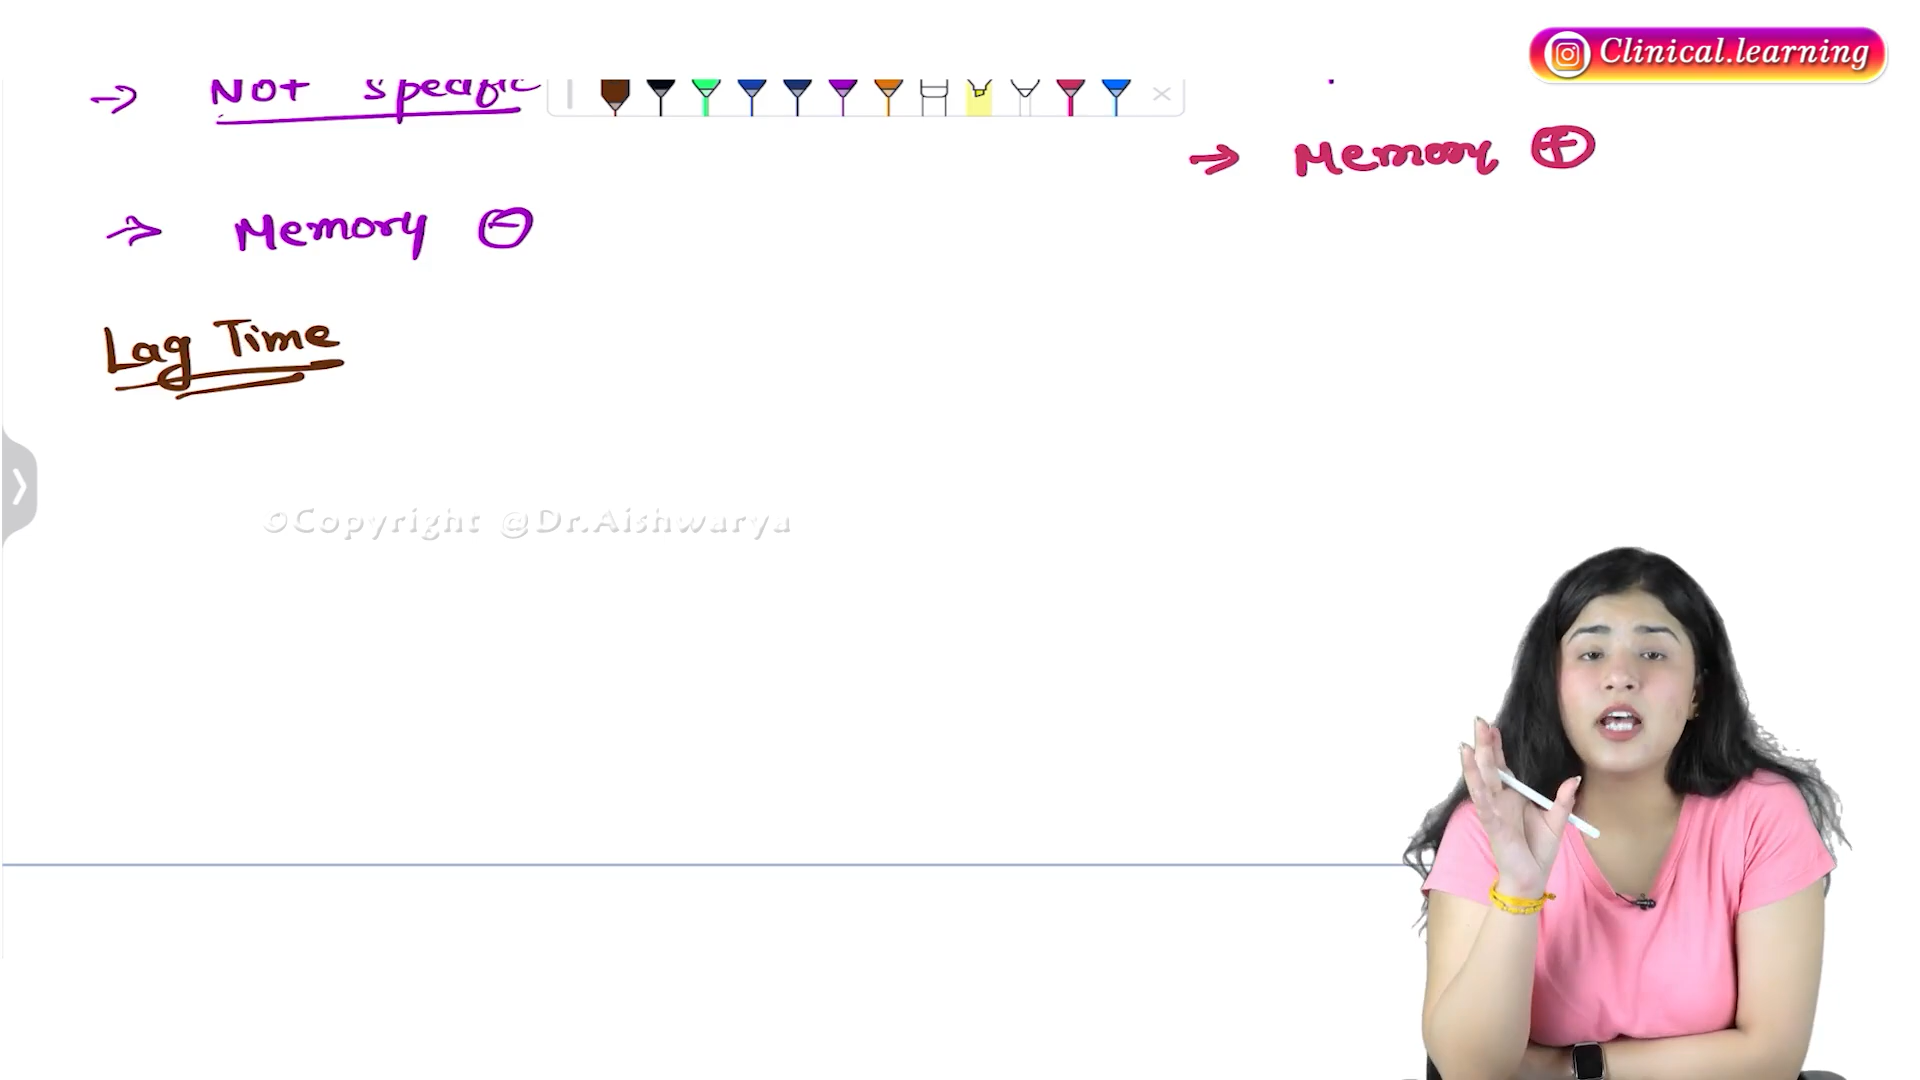 Clinical.learning
→ Not specific
→ Memory ⊕
→ Memory ⊖
Lag Time
©Copyright @Dr.Aishwarya